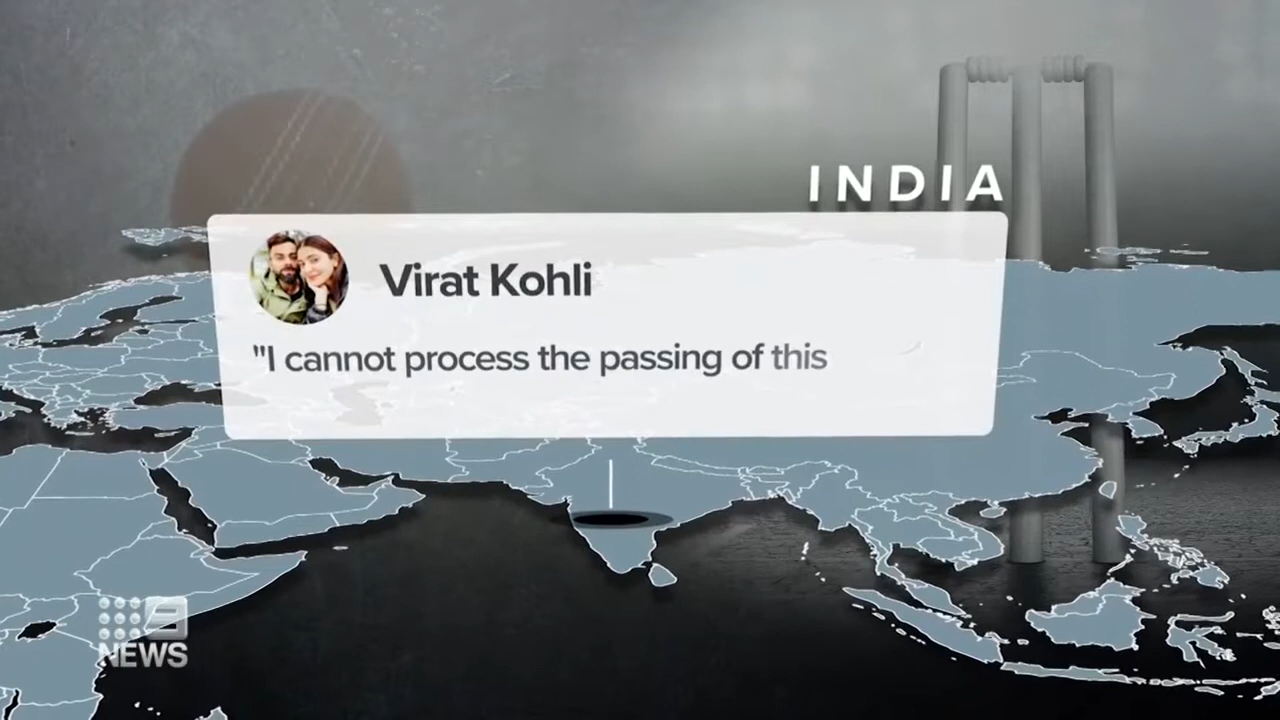 INDIA
Virat Kohli
"I cannot process the passing of this
9
NEWS